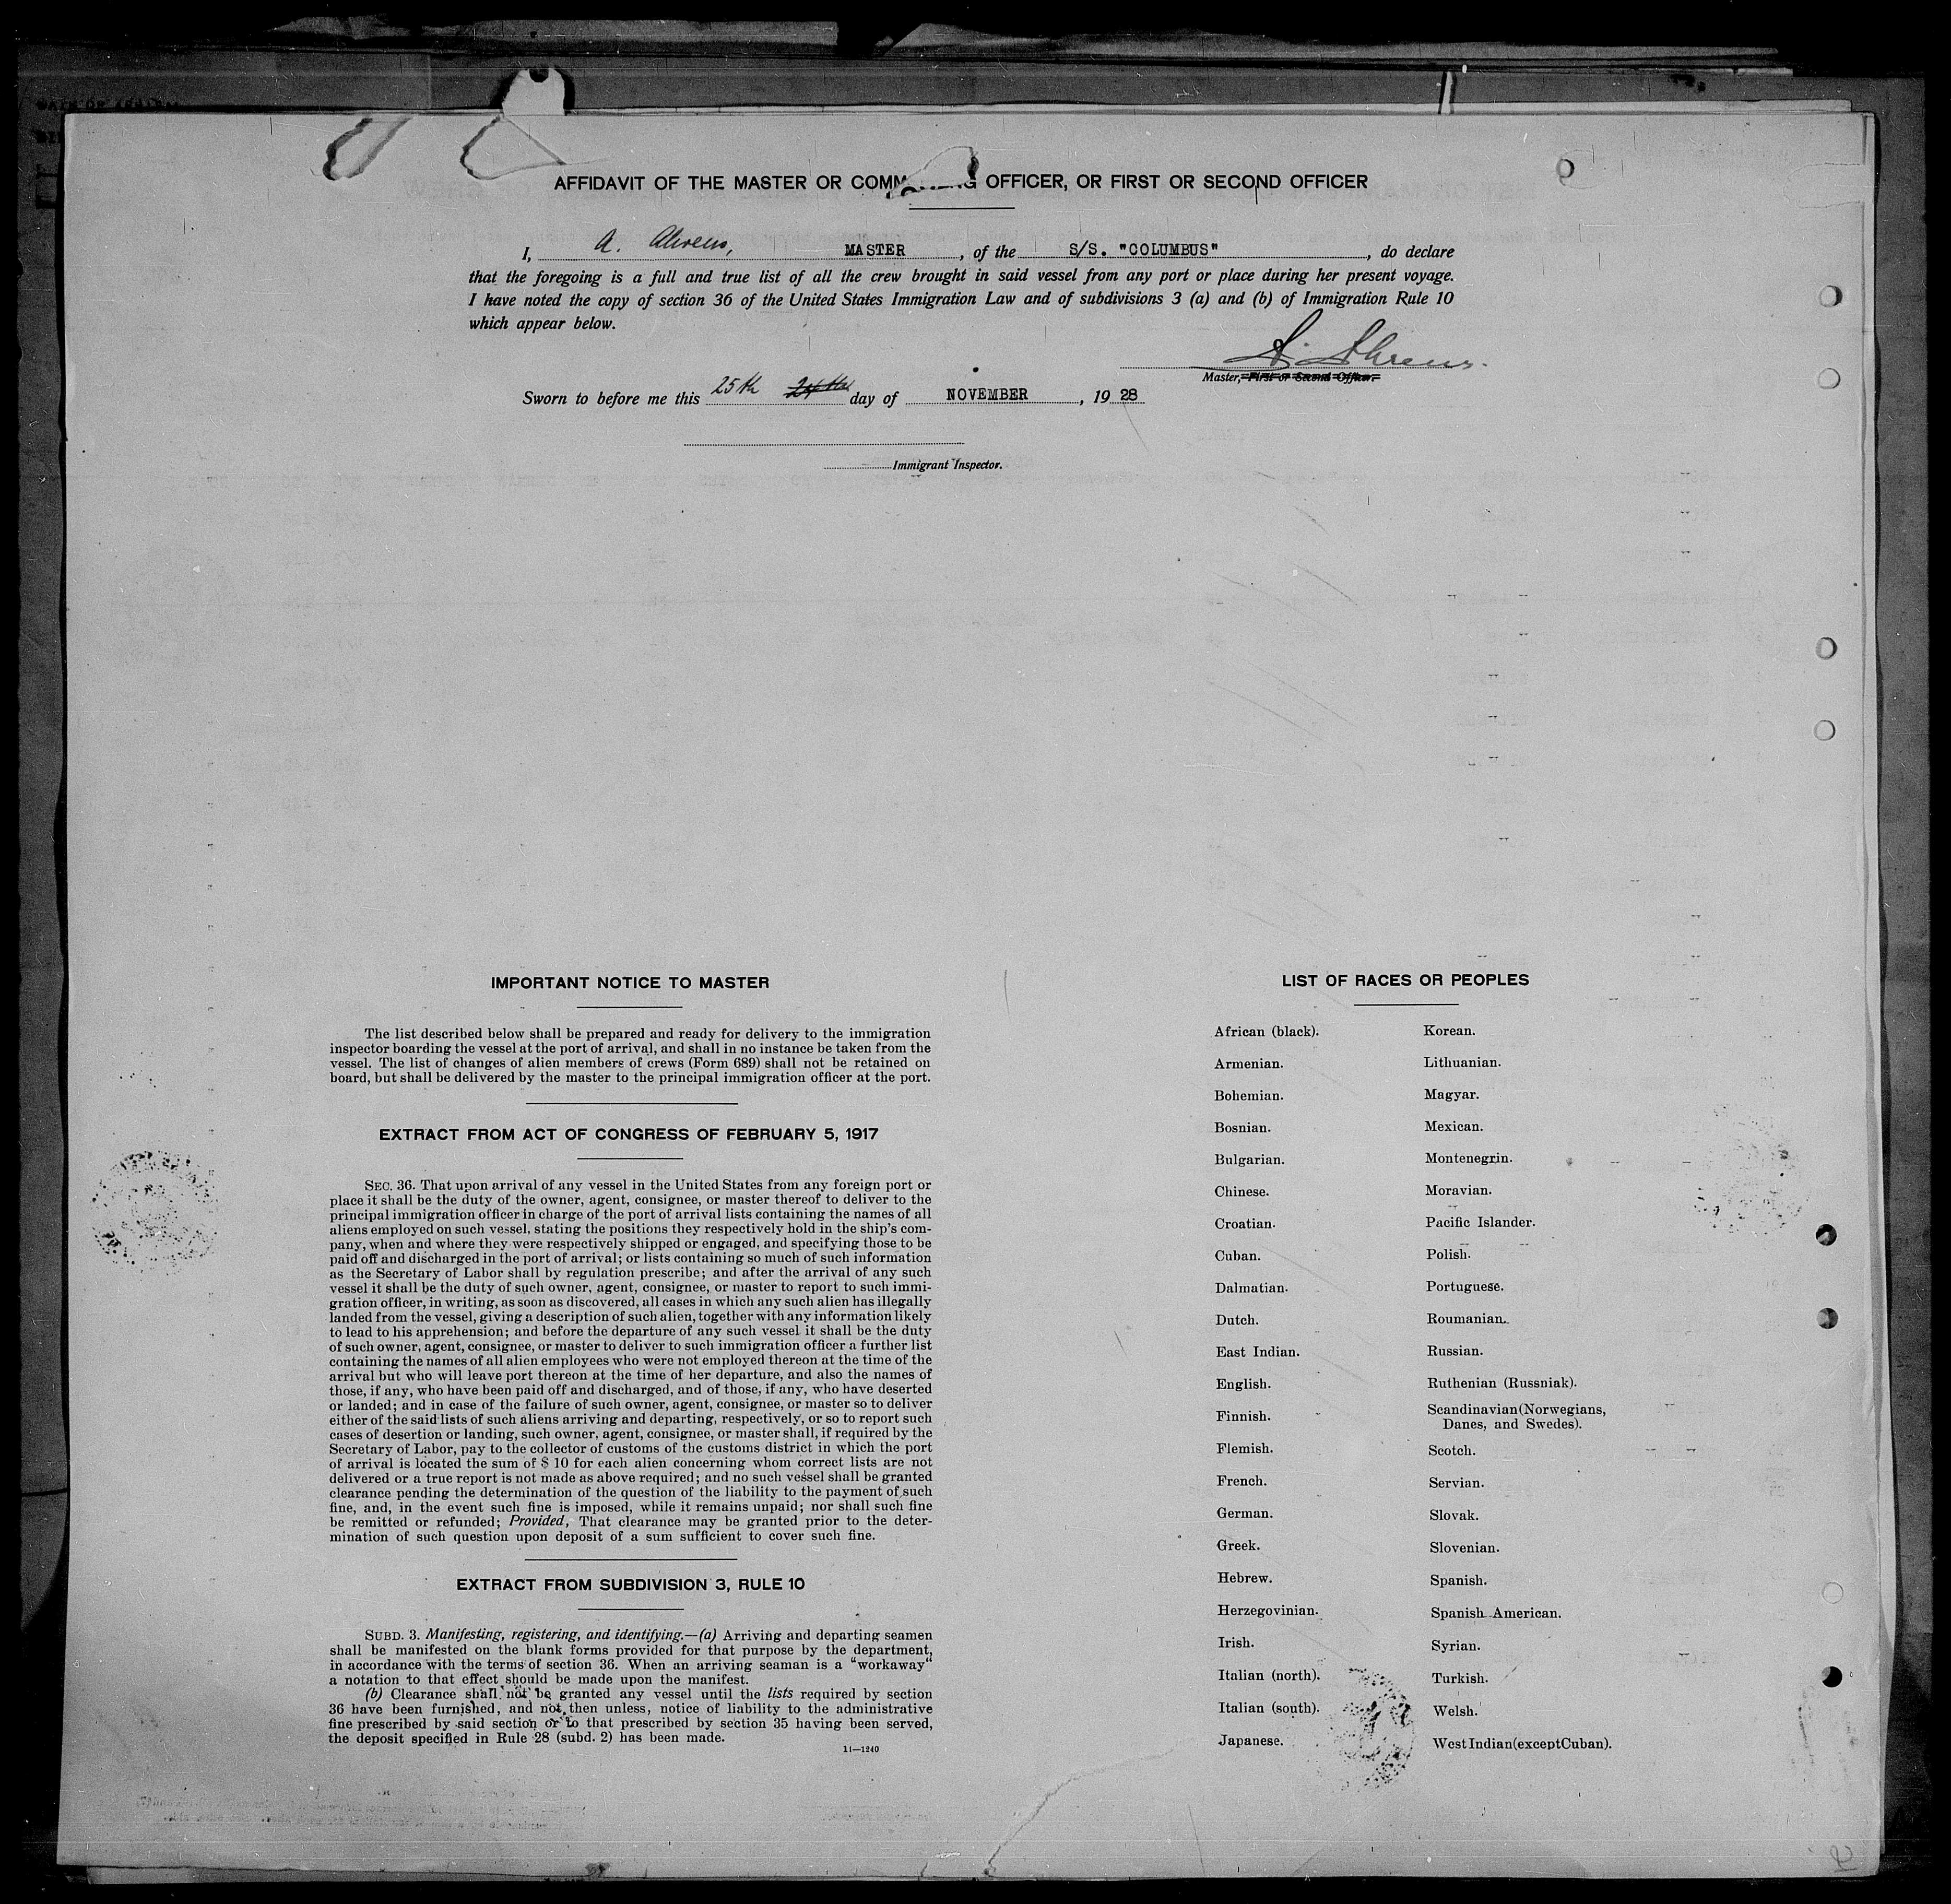 AFFIDAVIT OF THE MASTER OR COMM G OFFICER, OR FIRST OR SECOND OFFICER
I, A. Ahrens, MASTER, of the S/S. "COLUMBUS", do declare
that the foregoing is a full and true list of all the crew brought in said vessel from any port or place during her present voyage.
I have noted the copy of section 36 of the United States Immigration Law and of subdivisions 3 (a) and (b) of Immigration Rule 10
which appear below.
A. Ahrens.
Master, First or Second Officer.
Sworn to before me this 25th 24th day of NOVEMBER, 19 28
Immigrant Inspector.
IMPORTANT NOTICE TO MASTER
The list described below shall be prepared and ready for delivery to the immigration
inspector boarding the vessel at the port of arrival, and shall in no instance be taken from the
vessel. The list of changes of alien members of crews (Form 689) shall not be retained on
board, but shall be delivered by the master to the principal immigration officer at the port.
EXTRACT FROM ACT OF CONGRESS OF FEBRUARY 5, 1917
SEC. 36. That upon arrival of any vessel in the United States from any foreign port or
place it shall be the duty of the owner, agent, consignee, or master thereof to deliver to the
principal immigration officer in charge of the port of arrival lists containing the names of all
aliens employed on such vessel, stating the positions they respectively hold in the ship's com-
pany, when and where they were respectively shipped or engaged, and specifying those to be
paid off and discharged in the port of arrival; or lists containing so much of such information
as the Secretary of Labor shall by regulation prescribe; and after the arrival of any such
vessel it shall be the duty of such owner, agent, consignee, or master to report to such immi-
gration officer, in writing, as soon as discovered, all cases in which any such alien has illegally
landed from the vessel, giving a description of such alien, together with any information likely
to lead to his apprehension; and before the departure of any such vessel it shall be the duty
of such owner, agent, consignee, or master to deliver to such immigration officer a further list
containing the names of all alien employees who were not employed thereon at the time of the
arrival but who will leave port thereon at the time of her departure, and also the names of
those, if any, who have been paid off and discharged, and of those, if any, who have deserted
or landed; and in case of the failure of such owner, agent, consignee, or master so to deliver
either of the said lists of such aliens arriving and departing, respectively, or so to report such
cases of desertion or landing, such owner, agent, consignee, or master shall, if required by the
Secretary of Labor, pay to the collector of customs of the customs district in which the port
of arrival is located the sum of $ 10 for each alien concerning whom correct lists are not
delivered or a true report is not made as above required; and no such vessel shall be granted
clearance pending the determination of the question of the liability to the payment of such
fine, and, in the event such fine is imposed, while it remains unpaid; nor shall such fine
be remitted or refunded; Provided, That clearance may be granted prior to the deter-
mination of such question upon deposit of a sum sufficient to cover such fine.
EXTRACT FROM SUBDIVISION 3, RULE 10
SUBD. 3. Manifesting, registering, and identifying.—(a) Arriving and departing seamen
shall be manifested on the blank forms provided for that purpose by the department,
in accordance with the terms of section 36. When an arriving seaman is a "workaway"
a notation to that effect should be made upon the manifest.
(b) Clearance shall not be granted any vessel until the lists required by section
36 have been furnished, and not then unless, notice of liability to the administrative
fine prescribed by said section or to that prescribed by section 35 having been served,
the deposit specified in Rule 28 (subd. 2) has been made.
11—1240
LIST OF RACES OR PEOPLES
African (black).
Armenian.
Bohemian.
Bosnian.
Bulgarian.
Chinese.
Croatian.
Cuban.
Dalmatian.
Dutch.
East Indian.
English.
Finnish.
Flemish.
French.
German.
Greek.
Hebrew.
Herzegovinian.
Irish.
Italian (north).
Italian (south).
Japanese.
Korean.
Lithuanian.
Magyar.
Mexican.
Montenegrin.
Moravian.
Pacific Islander.
Polish.
Portuguese.
Roumanian.
Russian.
Ruthenian (Russniak).
Scandinavian (Norwegians,
Danes, and Swedes).
Scotch.
Servian.
Slovak.
Slovenian.
Spanish.
Spanish American.
Syrian.
Turkish.
Welsh.
West Indian (except Cuban).